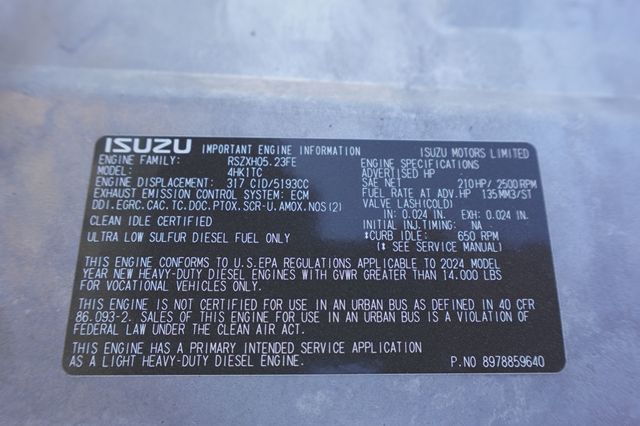 ISUZU IMPORTANT ENGINE INFORMATION ISUZU MOTORS LIMITED
ENGINE FAMILY: RSZXH05.23FE
MODEL: 4HK1TC
ENGINE DISPLACEMENT: 317 CID/5193CC
EXHAUST EMISSION CONTROL SYSTEM: ECM
DDI.EGRC.CAC.TC.DOC.PTOX.SCR-U.AMOX.NOS(2)
CLEAN IDLE CERTIFIED
ULTRA LOW SULFUR DIESEL FUEL ONLY
ENGINE SPECIFICATIONS
ADVERTISED HP
SAE NET 210HP/2500RPM
FUEL RATE AT ADV.HP 135MM3/ST
VALVE LASH(COLD)
IN: 0.024 IN. EXH: 0.024 IN.
INITIAL INJ.TIMING: NA
*CURB IDLE: 650 RPM
(* SEE SERVICE MANUAL)
THIS ENGINE CONFORMS TO U.S.EPA REGULATIONS APPLICABLE TO 2024 MODEL
YEAR NEW HEAVY-DUTY DIESEL ENGINES WITH GVWR GREATER THAN 14.000 LBS
FOR VOCATIONAL VEHICLES ONLY.
THIS ENGINE IS NOT CERTIFIED FOR USE IN AN URBAN BUS AS DEFINED IN 40 CFR
86.093-2. SALES OF THIS ENGINE FOR USE IN AN URBAN BUS IS A VIOLATION OF
FEDERAL LAW UNDER THE CLEAN AIR ACT.
THIS ENGINE HAS A PRIMARY INTENDED SERVICE APPLICATION
AS A LIGHT HEAVY-DUTY DIESEL ENGINE.
P.NO 8978859640